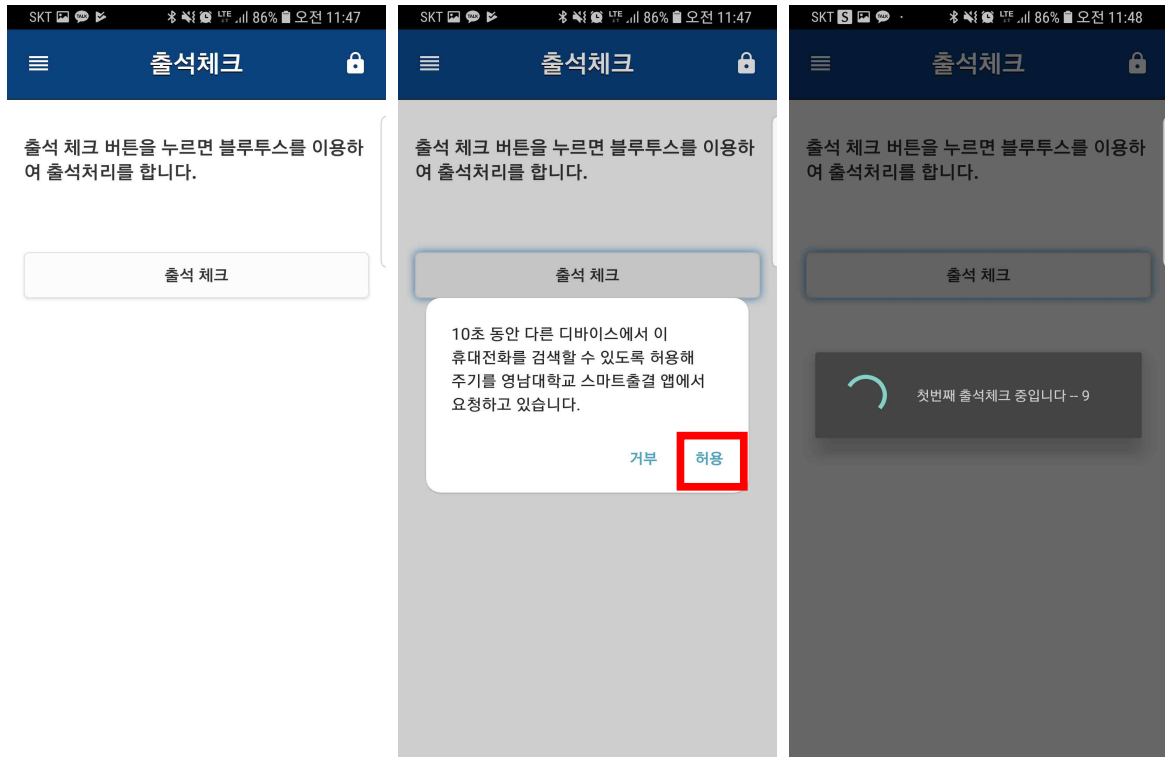 SKT 86% 오전 11:47
출석체크
출석 체크 버튼을 누르면 블루투스를 이용하
여 출석처리를 합니다.
출석 체크
SKT 86% 오전 11:47
출석체크
출석 체크 버튼을 누르면 블루투스를 이용하
여 출석처리를 합니다.
출석 체크
10초 동안 다른 디바이스에서 이
휴대전화를 검색할 수 있도록 허용해
주기를 영남대학교 스마트출결 앱에서
요청하고 있습니다.
거부 허용
SKT S LTE 86% 오전 11:48
출석체크
출석 체크 버튼을 누르면 블루투스를 이용하
여 출석처리를 합니다.
출석 체크
첫번째 출석체크 중입니다 -- 9